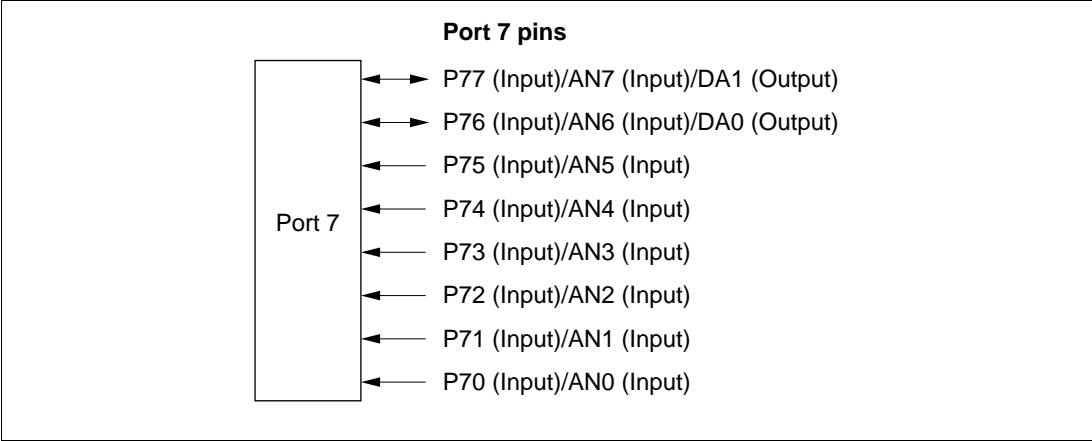 Port 7 pins
P77 (Input)/AN7 (Input)/DA1 (Output)
P76 (Input)/AN6 (Input)/DA0 (Output)
P75 (Input)/AN5 (Input)
P74 (Input)/AN4 (Input)
Port 7
P73 (Input)/AN3 (Input)
P72 (Input)/AN2 (Input)
P71 (Input)/AN1 (Input)
P70 (Input)/AN0 (Input)